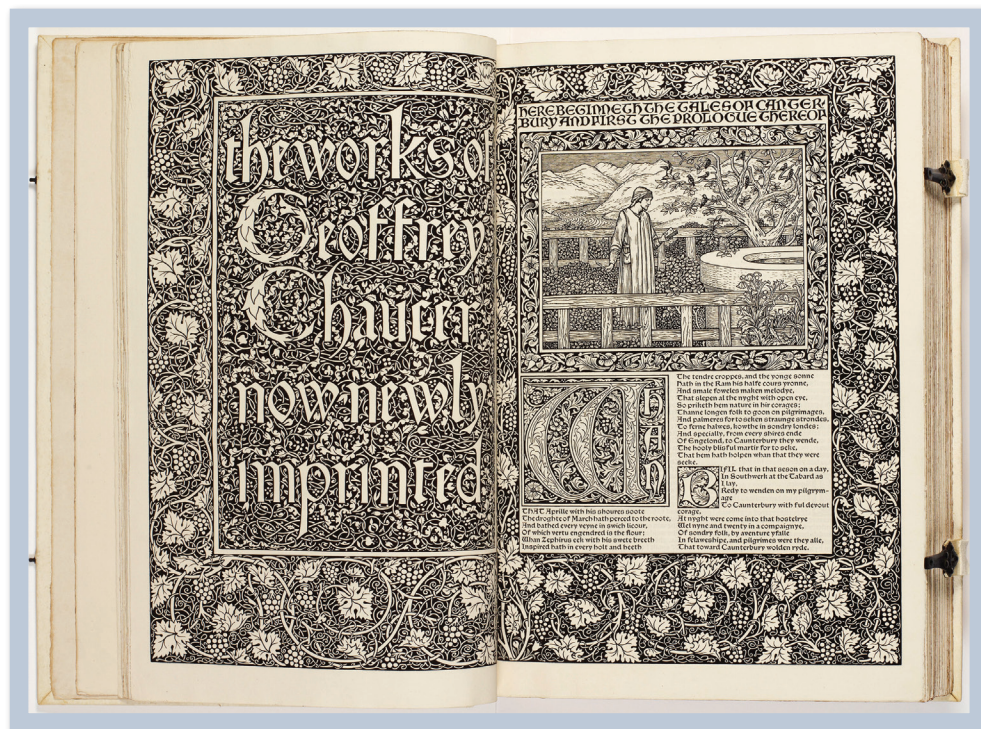 the works of
Geoffrey
Chaucer
now newly
imprinted
HERE BEGINNETH THE TALES OF CANTER-
BURY AND FIRST THE PROLOGUE THEREOF
WHAN
THAT Aprille with his shoures soote
The droghte of March hath perced to the roote,
And bathed every veyne in swich licour,
Of which vertu engendred is the flour;
Whan Zephirus eek with his swete breeth
Inspired hath in every holt and heeth
The tendre croppes, and the yonge sonne
Hath in the Ram his halfe cours yronne,
And smale foweles maken melodye,
That slepen al the nyght with open eye,
So priketh hem nature in hir corages;
Thanne longen folk to goon on pilgrimages,
And palmeres for to seken straunge strondes,
To ferne halwes, kowthe in sondry londes;
And specially, from every shires ende
Of Engelond, to Caunterbury they wende,
The hooly blisful martir for to seke,
That hem hath holpen whan that they were
seeke.
BIFIL that in that seson on a day,
In Southwerk at the Tabard as
I lay,
Redy to wenden on my pilgrym-
age
To Caunterbury with ful devout
corage,
At nyght were come into that hostelrye
Wel nyne and twenty in a compaignye,
Of sondry folk, by aventure yfalle
In felaweshipe, and pilgrimes were they alle,
That toward Caunterbury wolden ryde.